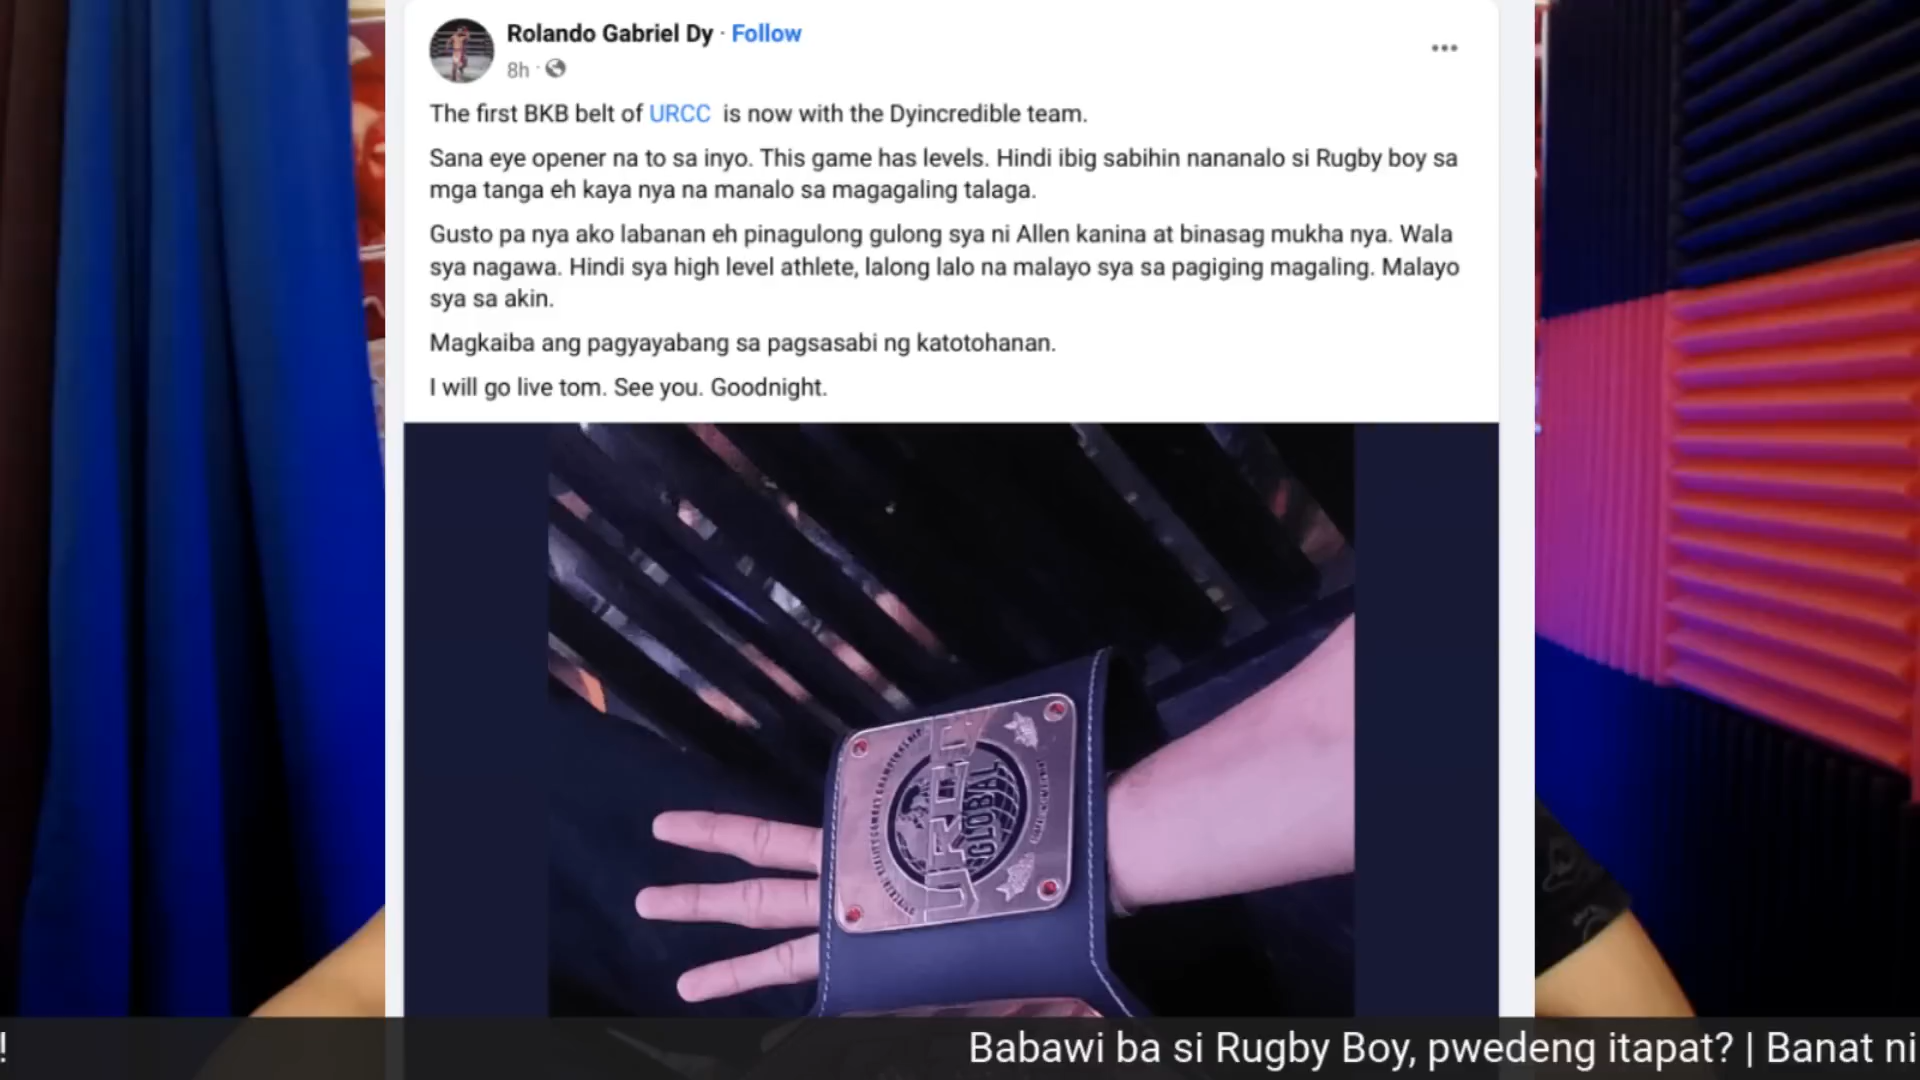 Rolando Gabriel Dy · Follow
8h ·
The first BKB belt of URCC is now with the Dyincredible team.
Sana eye opener na to sa inyo. This game has levels. Hindi ibig sabihin nananalo si Rugby boy sa
mga tanga eh kaya nya na manalo sa magagaling talaga.
Gusto pa nya ako labanan eh pinagulong gulong sya ni Allen kanina at binasag mukha nya. Wala
sya nagawa. Hindi sya high level athlete, lalong lalo na malayo sya sa pagiging magaling. Malayo
sya sa akin.
Magkaiba ang pagyayabang sa pagsasabi ng katotohanan.
I will go live tom. See you. Goodnight.
URCC
GLOBAL
! Babawi ba si Rugby Boy, pwedeng itapat? | Banat ni